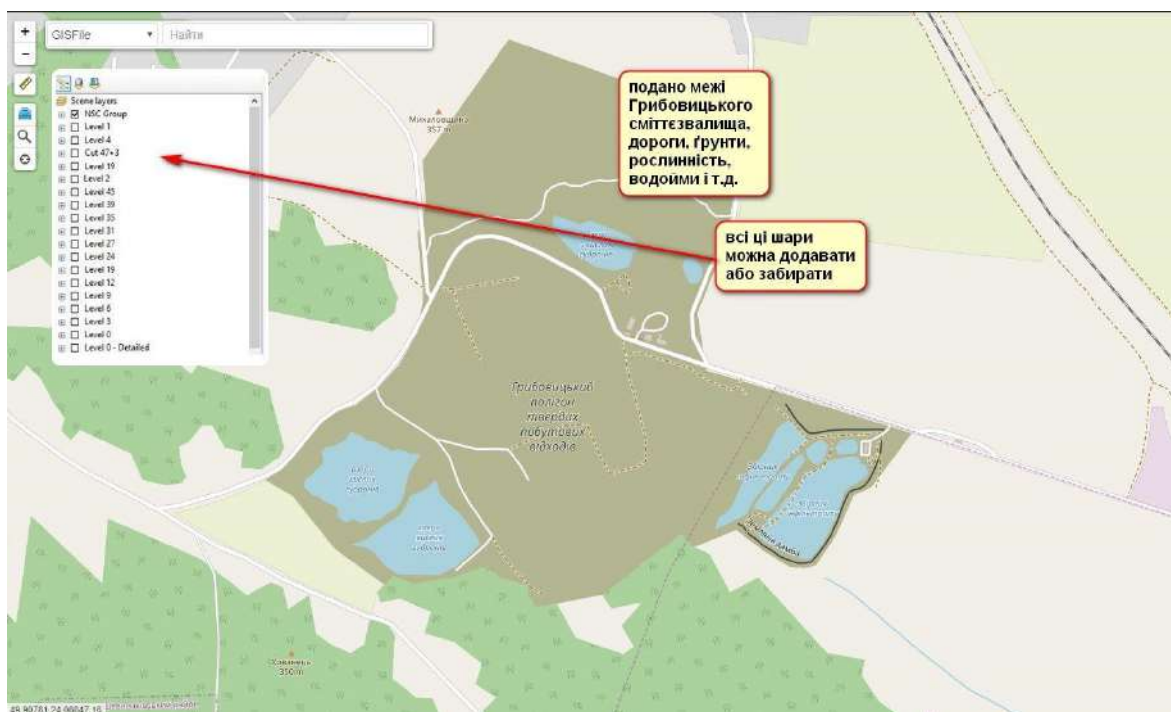 +
GISFile
Найти
−
Scene layers
NSC Group
Level 1
Level 4
Cut 47+3
Level 19
Level 2
Level 45
Level 39
Level 35
Level 31
Level 27
Level 24
Level 19
Level 12
Level 9
Level 6
Level 3
Level 0
Level 0 - Detailed
Михаловщина
357 m
подано межі
Грибовицького
сміттєзвалища,
дороги, ґрунти,
рослинність,
водойми і т.д.
всі ці шари
можна додавати
або забирати
Грибовицький
полігон
твердих
побутових
відходів
350 m